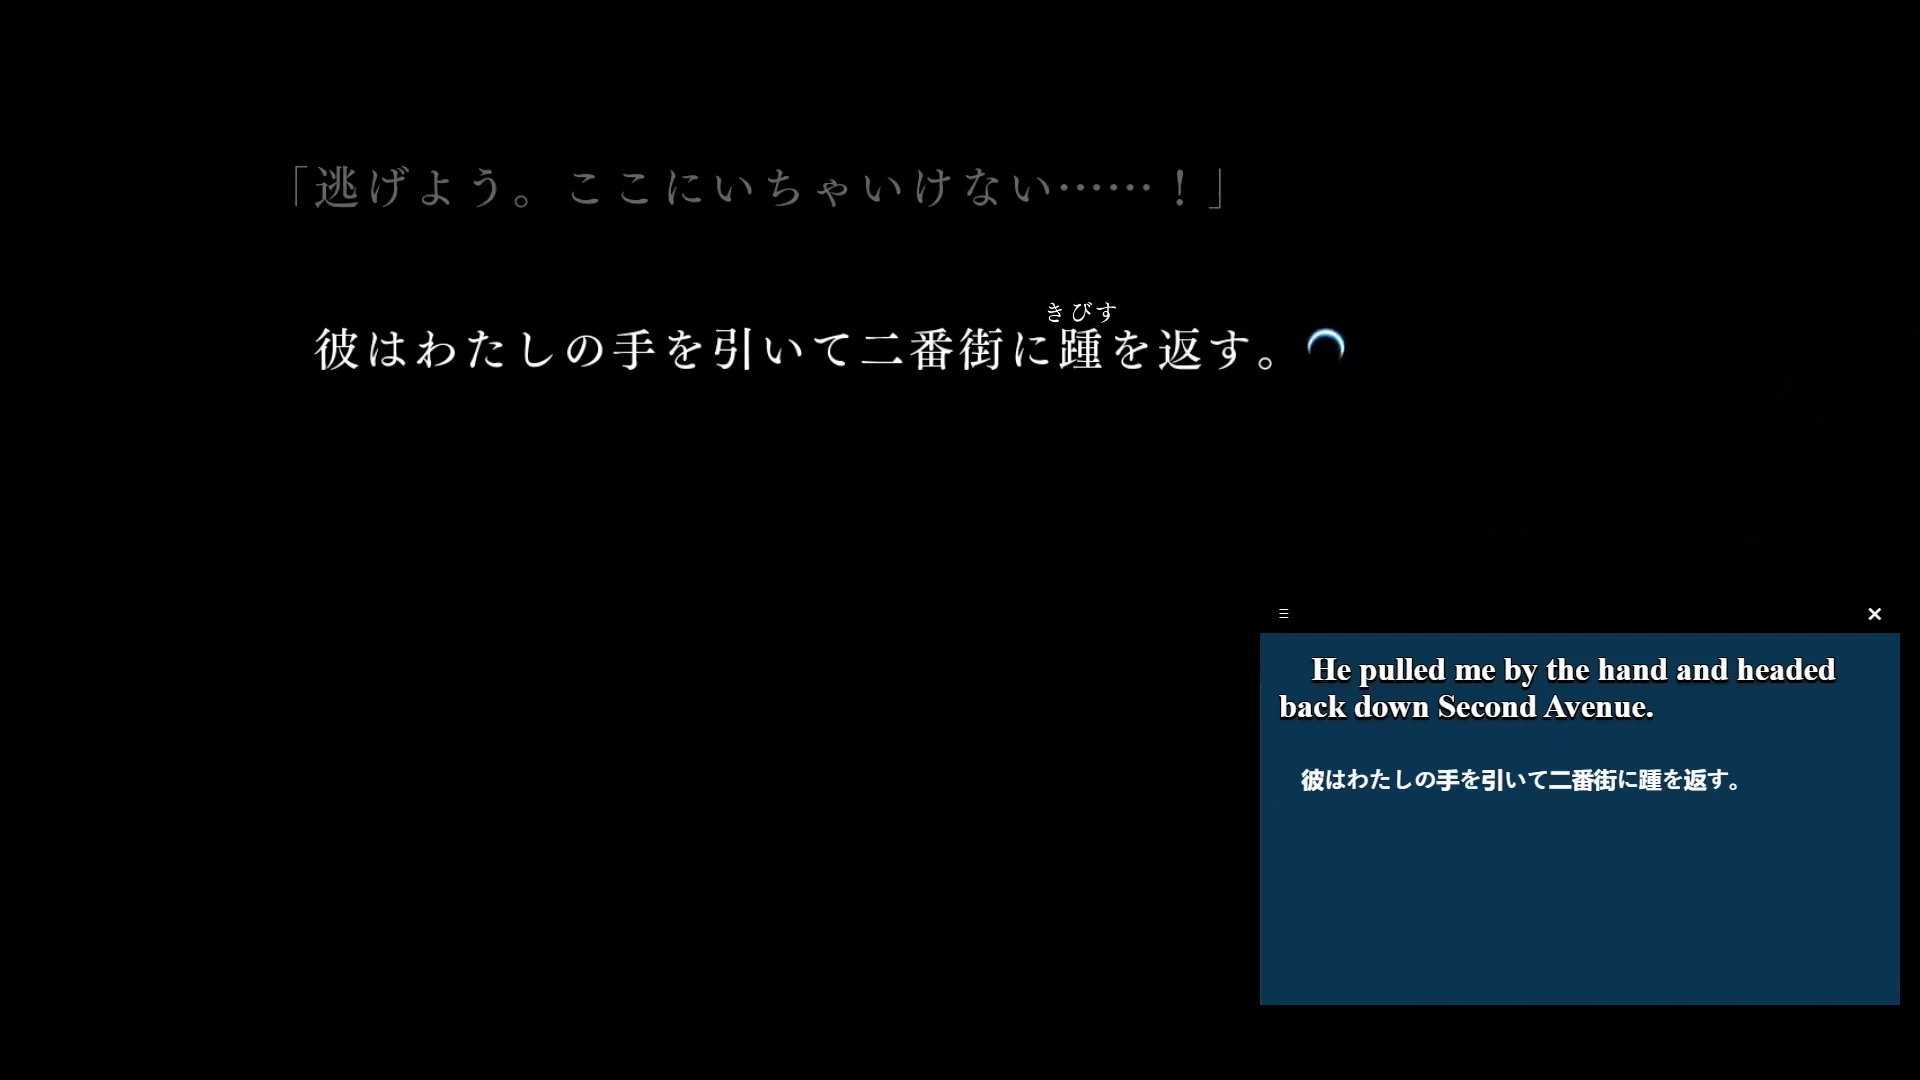 「逃げよう。ここにいちゃいけない……！」
きびす
彼はわたしの手を引いて二番街に踵を返す。
☰ ×
He pulled me by the hand and headed
back down Second Avenue.
彼はわたしの手を引いて二番街に踵を返す。